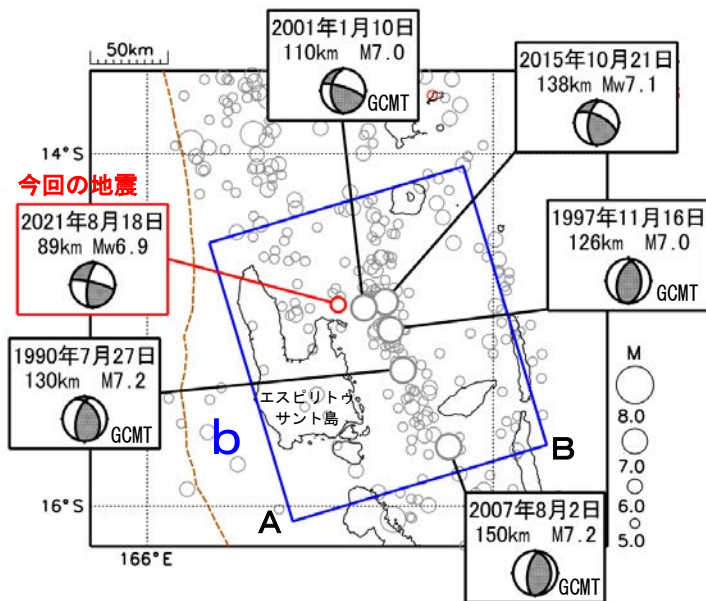 50km
2001年1月10日
110km M7.0
GCMT
2015年10月21日
138km Mw7.1
14°S
今回の地震
2021年8月18日
89km Mw6.9
1997年11月16日
126km M7.0
GCMT
1990年7月27日
130km M7.2
GCMT
エスピリトゥ
サント島
b
B
A
M
8.0
7.0
6.0
5.0
16°S
166°E
2007年8月2日
150km M7.2
GCMT